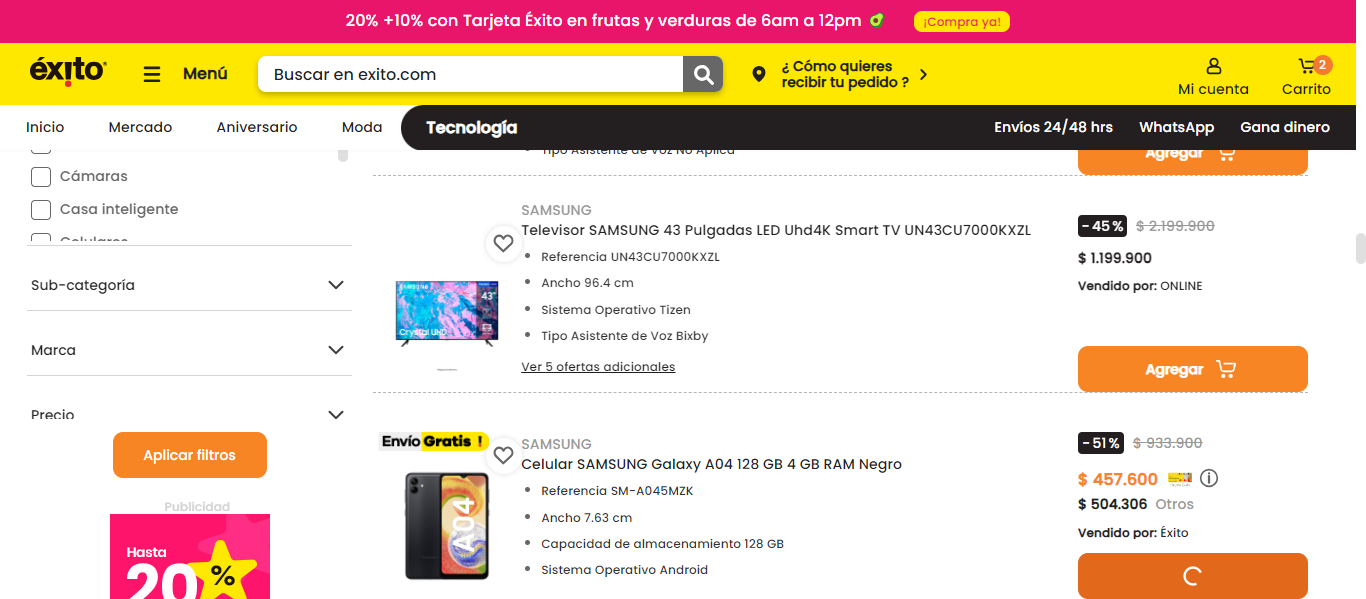 20% +10% con Tarjeta Éxito en frutas y verduras de 6am a 12pm
¡Compra ya!
éxito
Menú
Buscar en exito.com
¿ Cómo quieres
recibir tu pedido ?
Mi cuenta
2
Carrito
Inicio
Mercado
Aniversario
Moda
Tecnología
Envíos 24/48 hrs
WhatsApp
Gana dinero
Cámaras
Casa inteligente
Celulares
Sub-categoría
Marca
Precio
Aplicar filtros
Publicidad
Hasta
20 %
Tipo Asistente de Voz No Aplica
Agregar
SAMSUNG
Televisor SAMSUNG 43 Pulgadas LED Uhd4K Smart TV UN43CU7000KXZL
Referencia UN43CU7000KXZL
Ancho 96.4 cm
Sistema Operativo Tizen
Tipo Asistente de Voz Bixby
Ver 5 ofertas adicionales
SAMSUNG
43"
Crystal UHD
- 45 % $ 2.199.900
$ 1.199.900
Vendido por: ONLINE
Agregar
Envío Gratis !
A04
SAMSUNG
Celular SAMSUNG Galaxy A04 128 GB 4 GB RAM Negro
Referencia SM-A045MZK
Ancho 7.63 cm
Capacidad de almacenamiento 128 GB
Sistema Operativo Android
- 51 % $ 933.900
$ 457.600
$ 504.306 Otros
Vendido por: Éxito